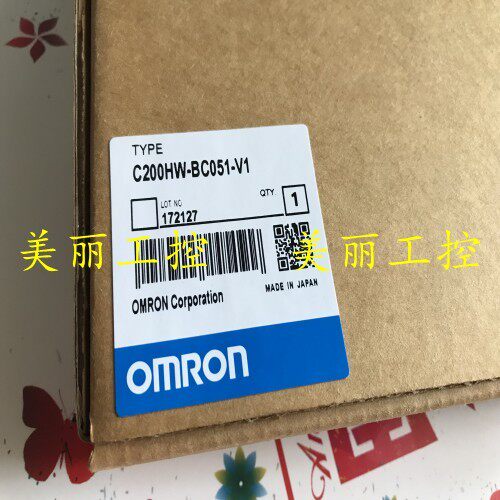 TYPE
C200HW-BC051-V1
LOT NO. QTY.
172127 1
美丽工控 美丽工控
OMRON Corporation MADE IN JAPAN
OMRON